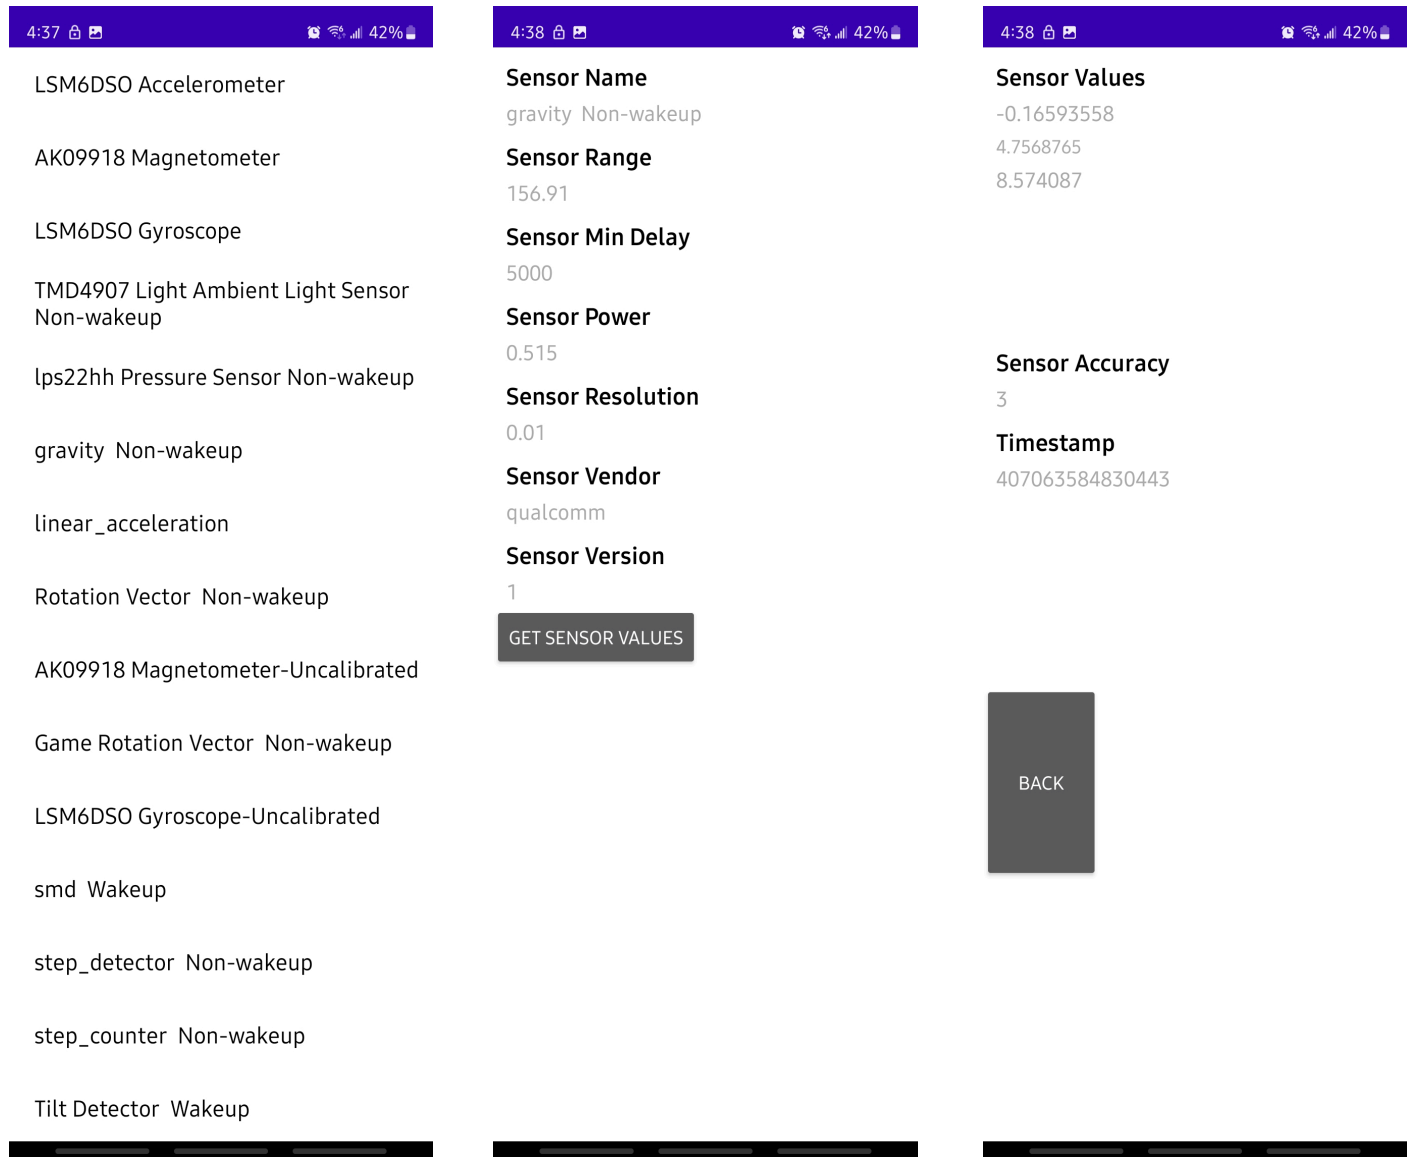 4:37 42%
LSM6DSO Accelerometer
AK09918 Magnetometer
LSM6DSO Gyroscope
TMD4907 Light Ambient Light Sensor
Non-wakeup
lps22hh Pressure Sensor Non-wakeup
gravity  Non-wakeup
linear_acceleration
Rotation Vector  Non-wakeup
AK09918 Magnetometer-Uncalibrated
Game Rotation Vector  Non-wakeup
LSM6DSO Gyroscope-Uncalibrated
smd  Wakeup
step_detector  Non-wakeup
step_counter  Non-wakeup
Tilt Detector  Wakeup
4:38 42%
Sensor Name
gravity  Non-wakeup
Sensor Range
156.91
Sensor Min Delay
5000
Sensor Power
0.515
Sensor Resolution
0.01
Sensor Vendor
qualcomm
Sensor Version
1
GET SENSOR VALUES
4:38 42%
Sensor Values
-0.16593558
4.7568765
8.574087
Sensor Accuracy
3
Timestamp
407063584830443
BACK